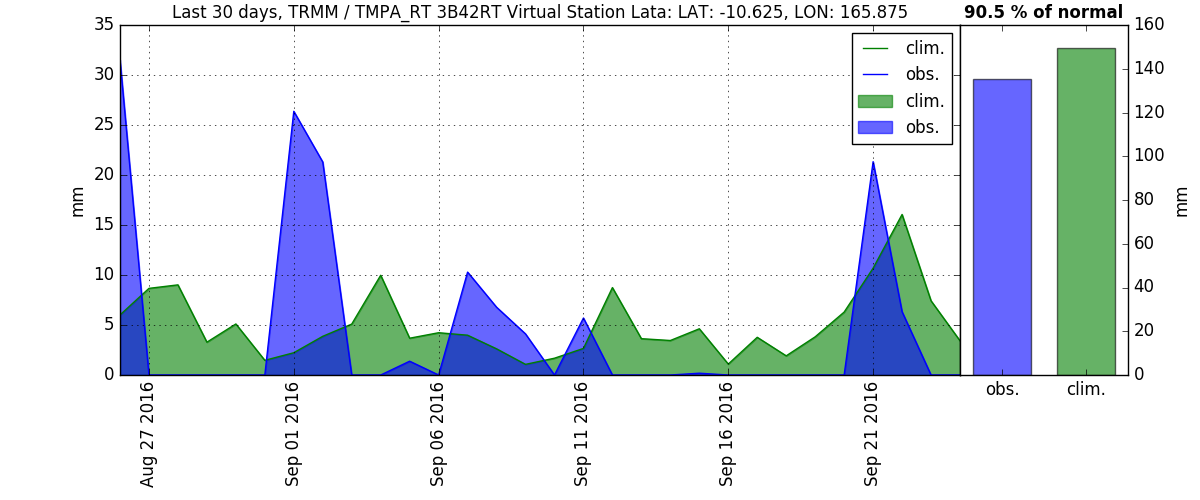 Last 30 days, TRMM / TMPA_RT 3B42RT Virtual Station Lata: LAT: -10.625, LON: 165.875
90.5 % of normal
35
30
25
20
15
10
5
0
mm
clim.
obs.
clim.
obs.
160
140
120
100
80
60
40
20
0
mm
Aug 27 2016
Sep 01 2016
Sep 06 2016
Sep 11 2016
Sep 16 2016
Sep 21 2016
obs.
clim.